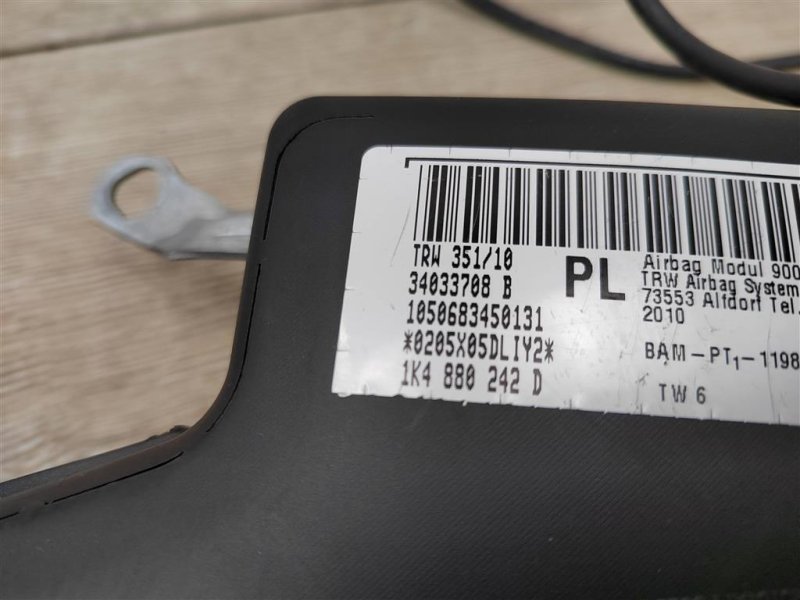 TRW 351/10
34033708 B
1050683450131
*0205X05DLIY2*
1K4 880 242 D
PL
Airbag Modul 900
TRW Airbag System
73553 Alfdorf Tel.
2010
BAM-PT1-1198
TW 6